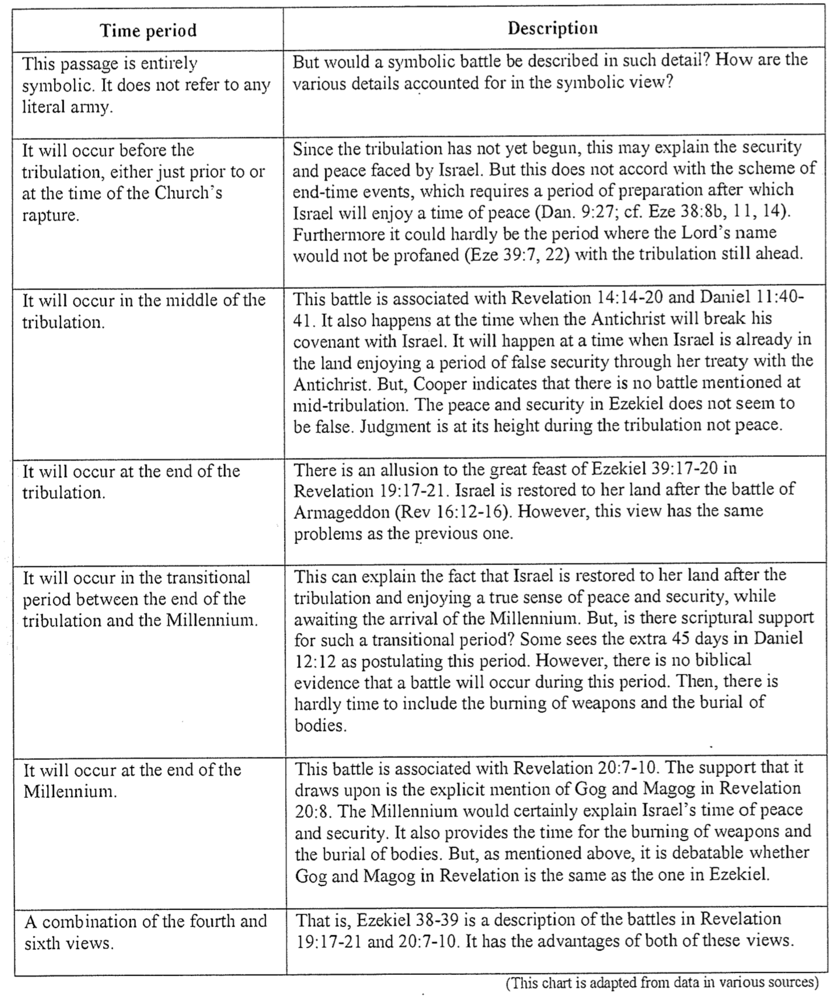 Time period
Description
This passage is entirely
symbolic. It does not refer to any
literal army.
But would a symbolic battle be described in such detail? How are the
various details accounted for in the symbolic view?
It will occur before the
tribulation, either just prior to or
at the time of the Church's
rapture.
Since the tribulation has not yet begun, this may explain the security
and peace faced by Israel. But this does not accord with the scheme of
end-time events, which requires a period of preparation after which
Israel will enjoy a time of peace (Dan. 9:27; cf. Eze 38:8b, 11, 14).
Furthermore it could hardly be the period where the Lord's name
would not be profaned (Eze 39:7, 22) with the tribulation still ahead.
It will occur in the middle of the
tribulation.
This battle is associated with Revelation 14:14-20 and Daniel 11:40-
41. It also happens at the time when the Antichrist will break his
covenant with Israel. It will happen at a time when Israel is already in
the land enjoying a period of false security through her treaty with the
Antichrist. But, Cooper indicates that there is no battle mentioned at
mid-tribulation. The peace and security in Ezekiel does not seem to
be false. Judgment is at its height during the tribulation not peace.
It will occur at the end of the
tribulation.
There is an allusion to the great feast of Ezekiel 39:17-20 in
Revelation 19:17-21. Israel is restored to her land after the battle of
Armageddon (Rev 16:12-16). However, this view has the same
problems as the previous one.
It will occur in the transitional
period between the end of the
tribulation and the Millennium.
This can explain the fact that Israel is restored to her land after the
tribulation and enjoying a true sense of peace and security, while
awaiting the arrival of the Millennium. But, is there scriptural support
for such a transitional period? Some sees the extra 45 days in Daniel
12:12 as postulating this period. However, there is no biblical
evidence that a battle will occur during this period. Then, there is
hardly time to include the burning of weapons and the burial of
bodies.
It will occur at the end of the
Millennium.
This battle is associated with Revelation 20:7-10. The support that it
draws upon is the explicit mention of Gog and Magog in Revelation
20:8. The Millennium would certainly explain Israel's time of peace
and security. It also provides the time for the burning of weapons and
the burial of bodies. But, as mentioned above, it is debatable whether
Gog and Magog in Revelation is the same as the one in Ezekiel.
A combination of the fourth and
sixth views.
That is, Ezekiel 38-39 is a description of the battles in Revelation
19:17-21 and 20:7-10. It has the advantages of both of these views.
(This chart is adapted from data in various sources)